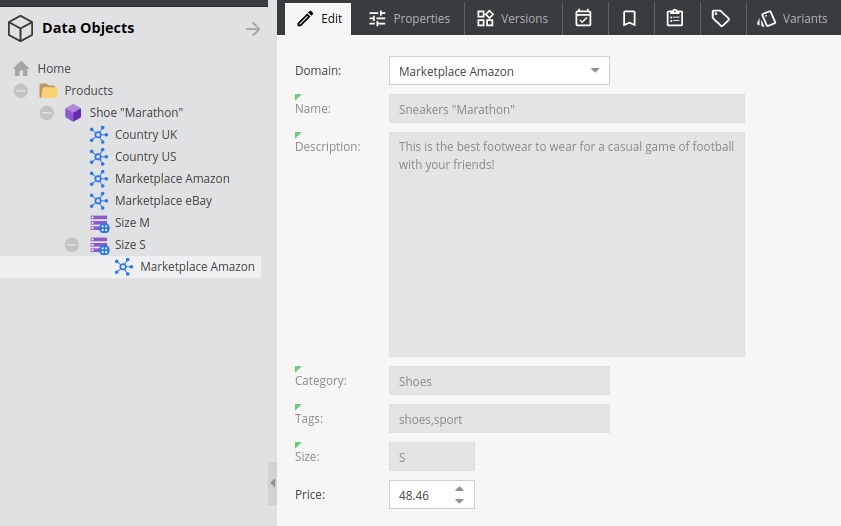 Data Objects
Home
Products
Shoe "Marathon"
Country UK
Country US
Marketplace Amazon
Marketplace eBay
Size M
Size S
Marketplace Amazon
Edit
Properties
Versions
Variants
Domain: Marketplace Amazon
Name: Sneakers "Marathon"
Description: This is the best footwear to wear for a casual game of football
with your friends!
Category: Shoes
Tags: shoes,sport
Size: S
Price: 48.46